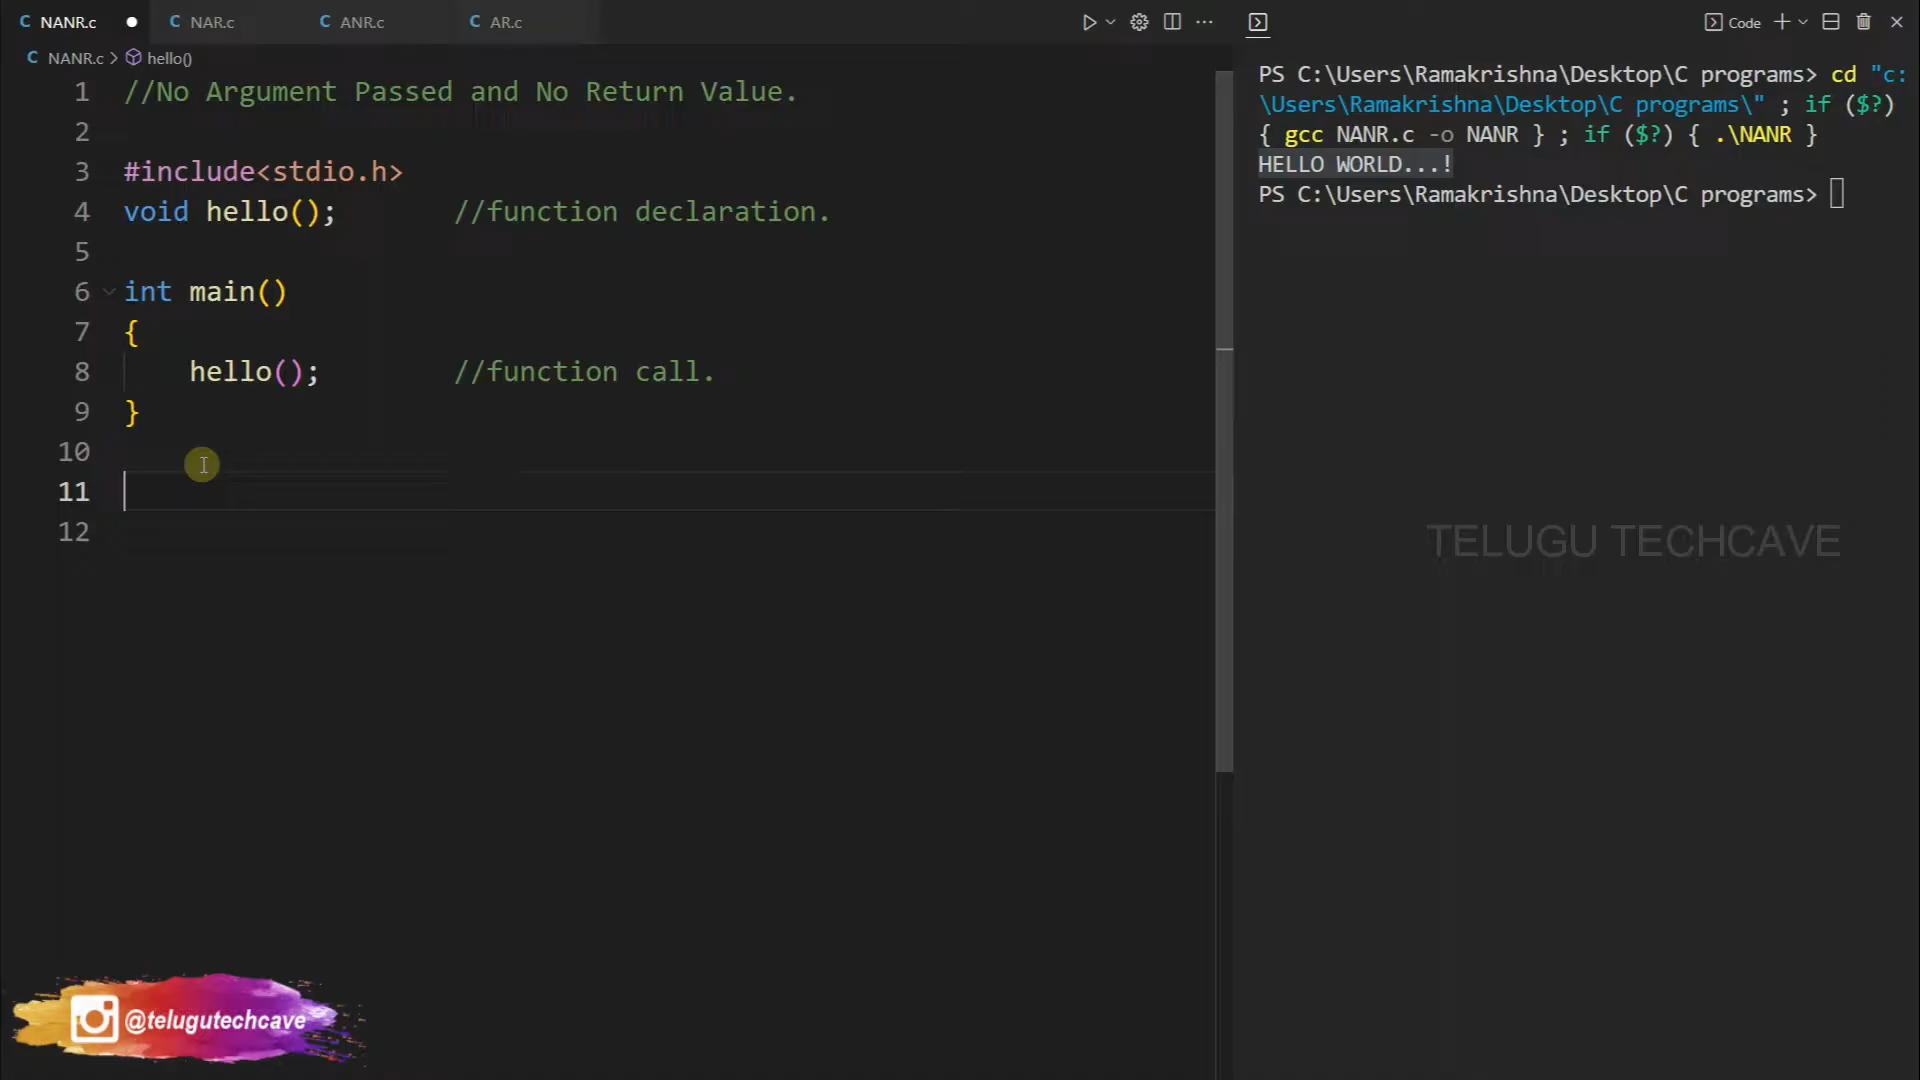 NANR.c NAR.c ANR.c AR.c
NANR.c > hello()
1 //No Argument Passed and No Return Value.
2
3 #include<stdio.h>
4 void hello(); //function declaration.
5
6 int main()
7 {
8 hello(); //function call.
9 }
10
11
12
Code
PS C:\Users\Ramakrishna\Desktop\C programs> cd "c:
\Users\Ramakrishna\Desktop\C programs\" ; if ($?)
{ gcc NANR.c -o NANR } ; if ($?) { .\NANR }
HELLO WORLD...!
PS C:\Users\Ramakrishna\Desktop\C programs>
TELUGU TECHCAVE
@telugutechcave